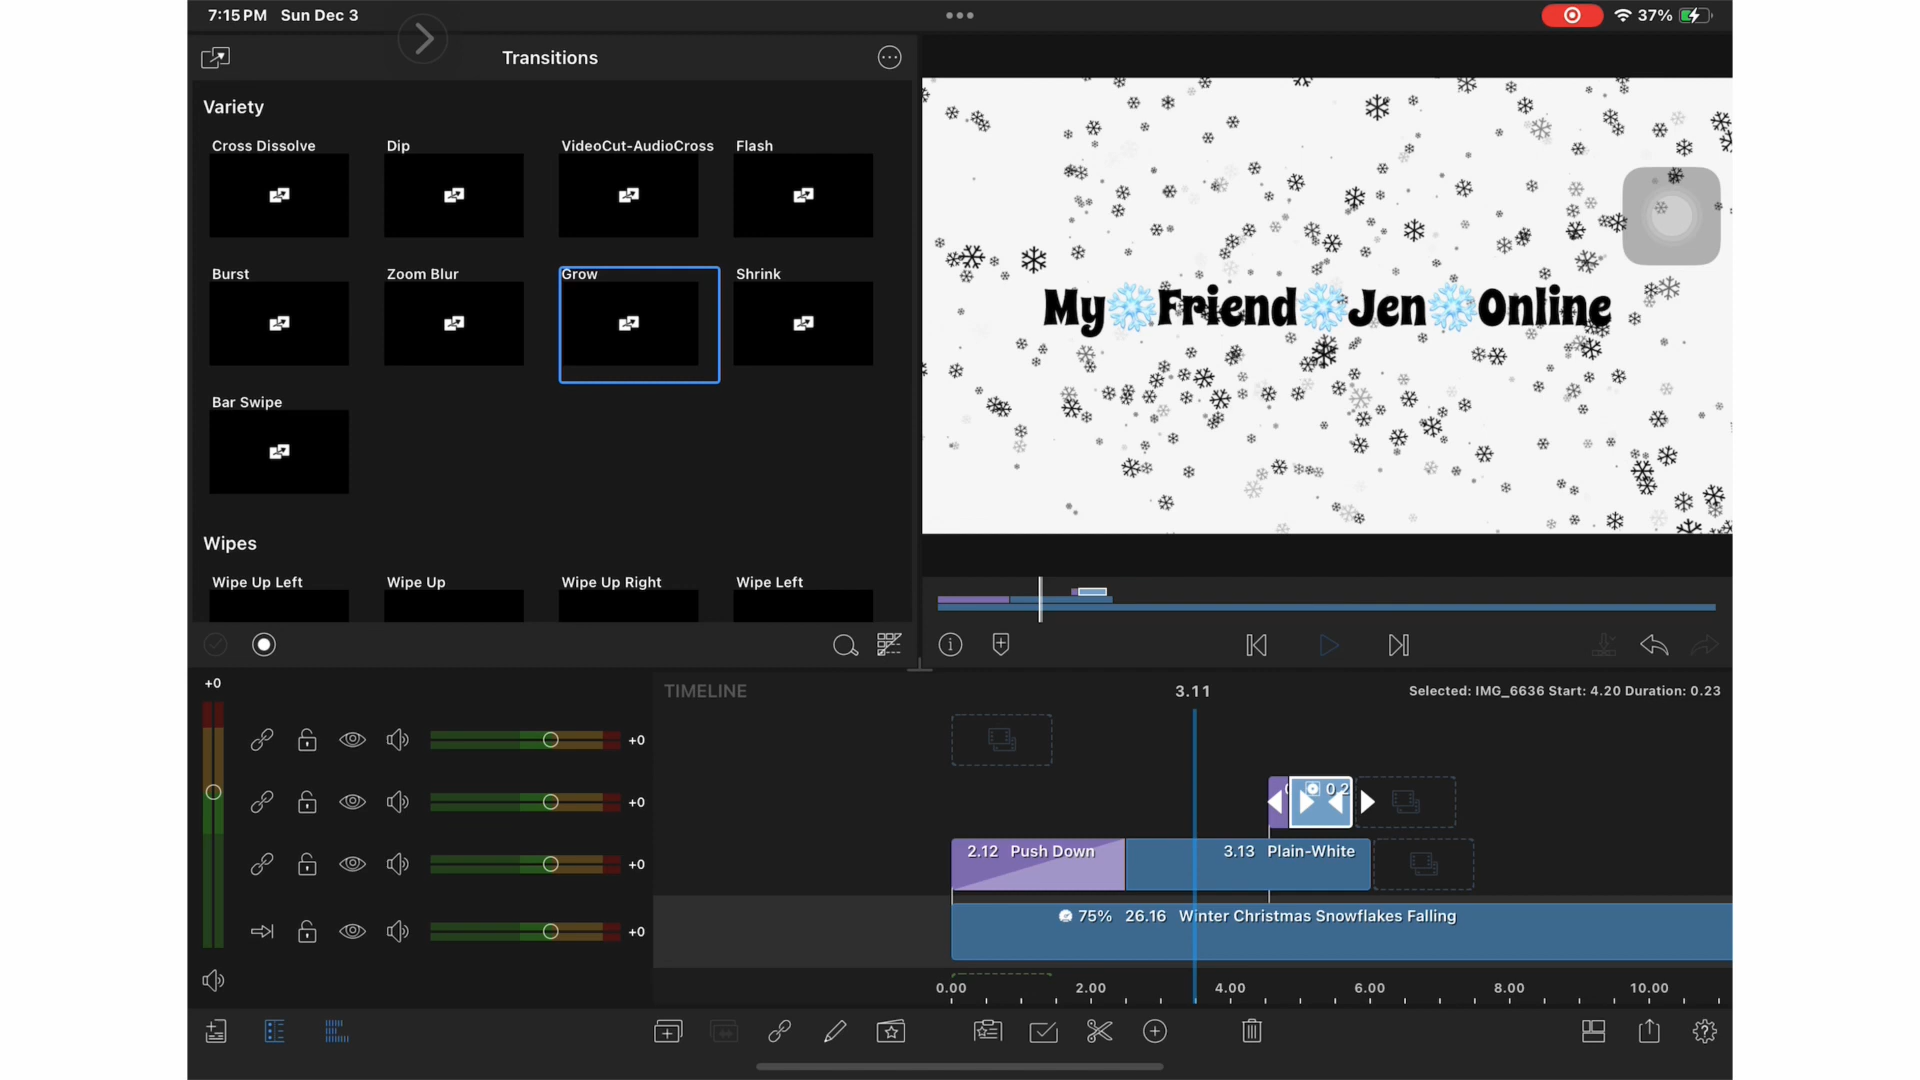 7:15 PM Sun Dec 3
37%
Transitions
Variety
Cross Dissolve
Dip
VideoCut-AudioCross
Flash
Burst
Zoom Blur
Grow
Shrink
Bar Swipe
Wipes
Wipe Up Left
Wipe Up
Wipe Up Right
Wipe Left
My❄️Friend❄️Jen❄️Online
+0
TIMELINE
3.11
Selected: IMG_6636 Start: 4.20 Duration: 0.23
+0
+0
0.2
+0
2.12 Push Down
3.13 Plain-White
+0
75% 26.16 Winter Christmas Snowflakes Falling
0.00 2.00 4.00 6.00 8.00 10.00